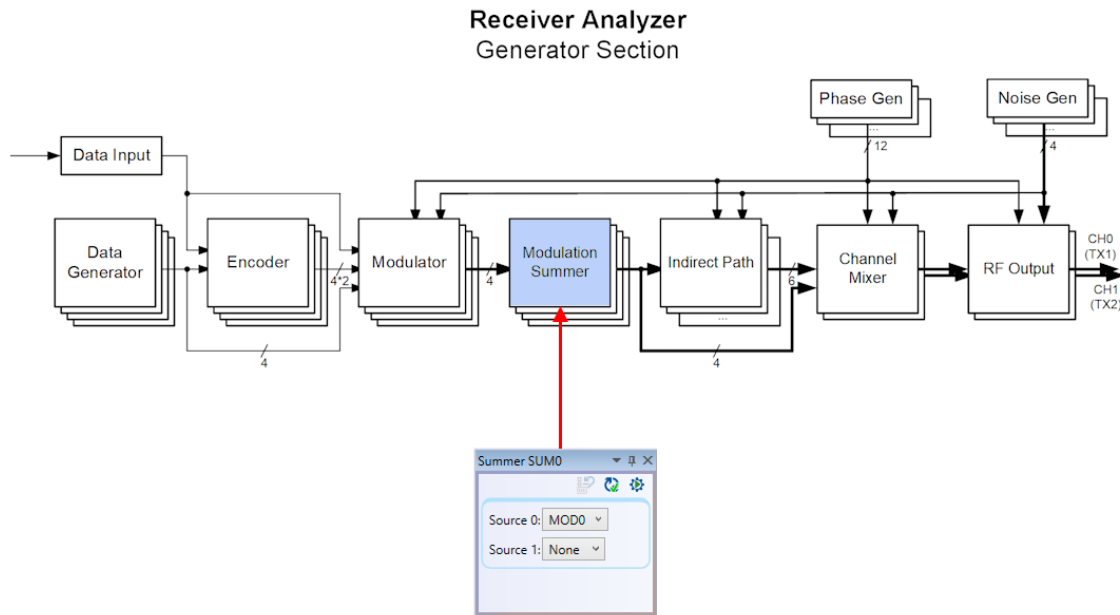 Receiver Analyzer
Generator Section
Phase Gen
...
12
Noise Gen
...
4
Data Input
Data
Generator
Encoder
4*2
Modulator
4
Modulation
Summer
Indirect Path
...
6
Channel
Mixer
RF Output
CH0
(TX1)
CH1
(TX2)
4
4
Summer SUM0
Source 0: MOD0
Source 1: None